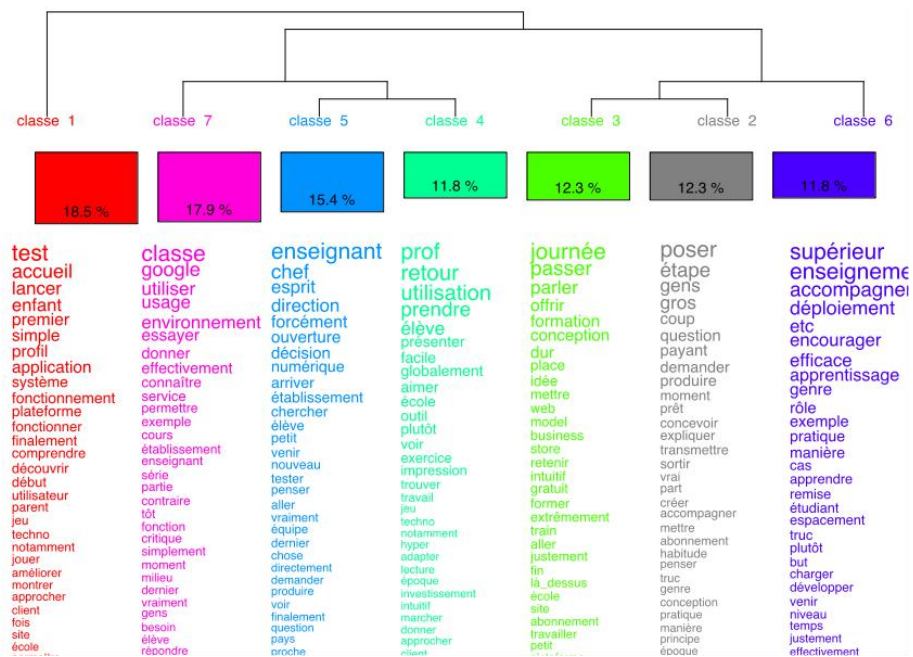 classe 1
classe 7
classe 5
classe 4
classe 3
classe 2
classe 6
18.5 %
17.9 %
15.4 %
11.8 %
12.3 %
12.3 %
11.8 %
test
accueil
lancer
enfant
premier
simple
profil
application
système
fonctionnement
plateforme
fonctionner
finalement
comprendre
découvrir
début
utilisateur
parent
jeu
techno
notamment
jouer
améliorer
montrer
approcher
client
fois
site
école
classe
google
utiliser
usage
environnement
essayer
donner
effectivement
connaître
service
permettre
exemple
cours
établissement
enseignant
série
partie
contraire
tôt
fonction
critique
simplement
moment
milieu
dernier
vraiment
gens
besoin
élève
répondre
enseignant
chef
esprit
direction
forcément
ouverture
décision
numérique
arriver
établissement
chercher
élève
petit
venir
nouveau
tester
penser
aller
vraiment
équipe
dernier
chose
directement
demander
produire
voir
finalement
question
pays
proche
prof
retour
utilisation
prendre
élève
présenter
facile
globalement
aimer
école
outil
plutôt
voir
exercice
impression
trouver
travail
jeu
techno
notamment
hyper
adapter
lecture
époque
investissement
intuitif
marcher
donner
approcher
client
journée
passer
parler
offrir
formation
conception
dur
place
idée
mettre
web
model
business
store
retenir
intuitif
gratuit
former
extrêmement
train
aller
justement
fin
là_dessus
école
site
abonnement
travailler
petit
poser
étape
gens
gros
coup
question
payant
demander
produire
moment
prêt
concevoir
expliquer
transmettre
sortir
vrai
part
créer
accompagner
mettre
abonnement
habitude
penser
truc
genre
conception
pratique
manière
principe
époque
supérieur
enseigneme
accompagner
déploiement
etc
encourager
efficace
apprentissage
genre
rôle
exemple
pratique
manière
cas
apprendre
remise
étudiant
espacement
truc
plutôt
but
charger
développer
venir
niveau
temps
justement
effectivement